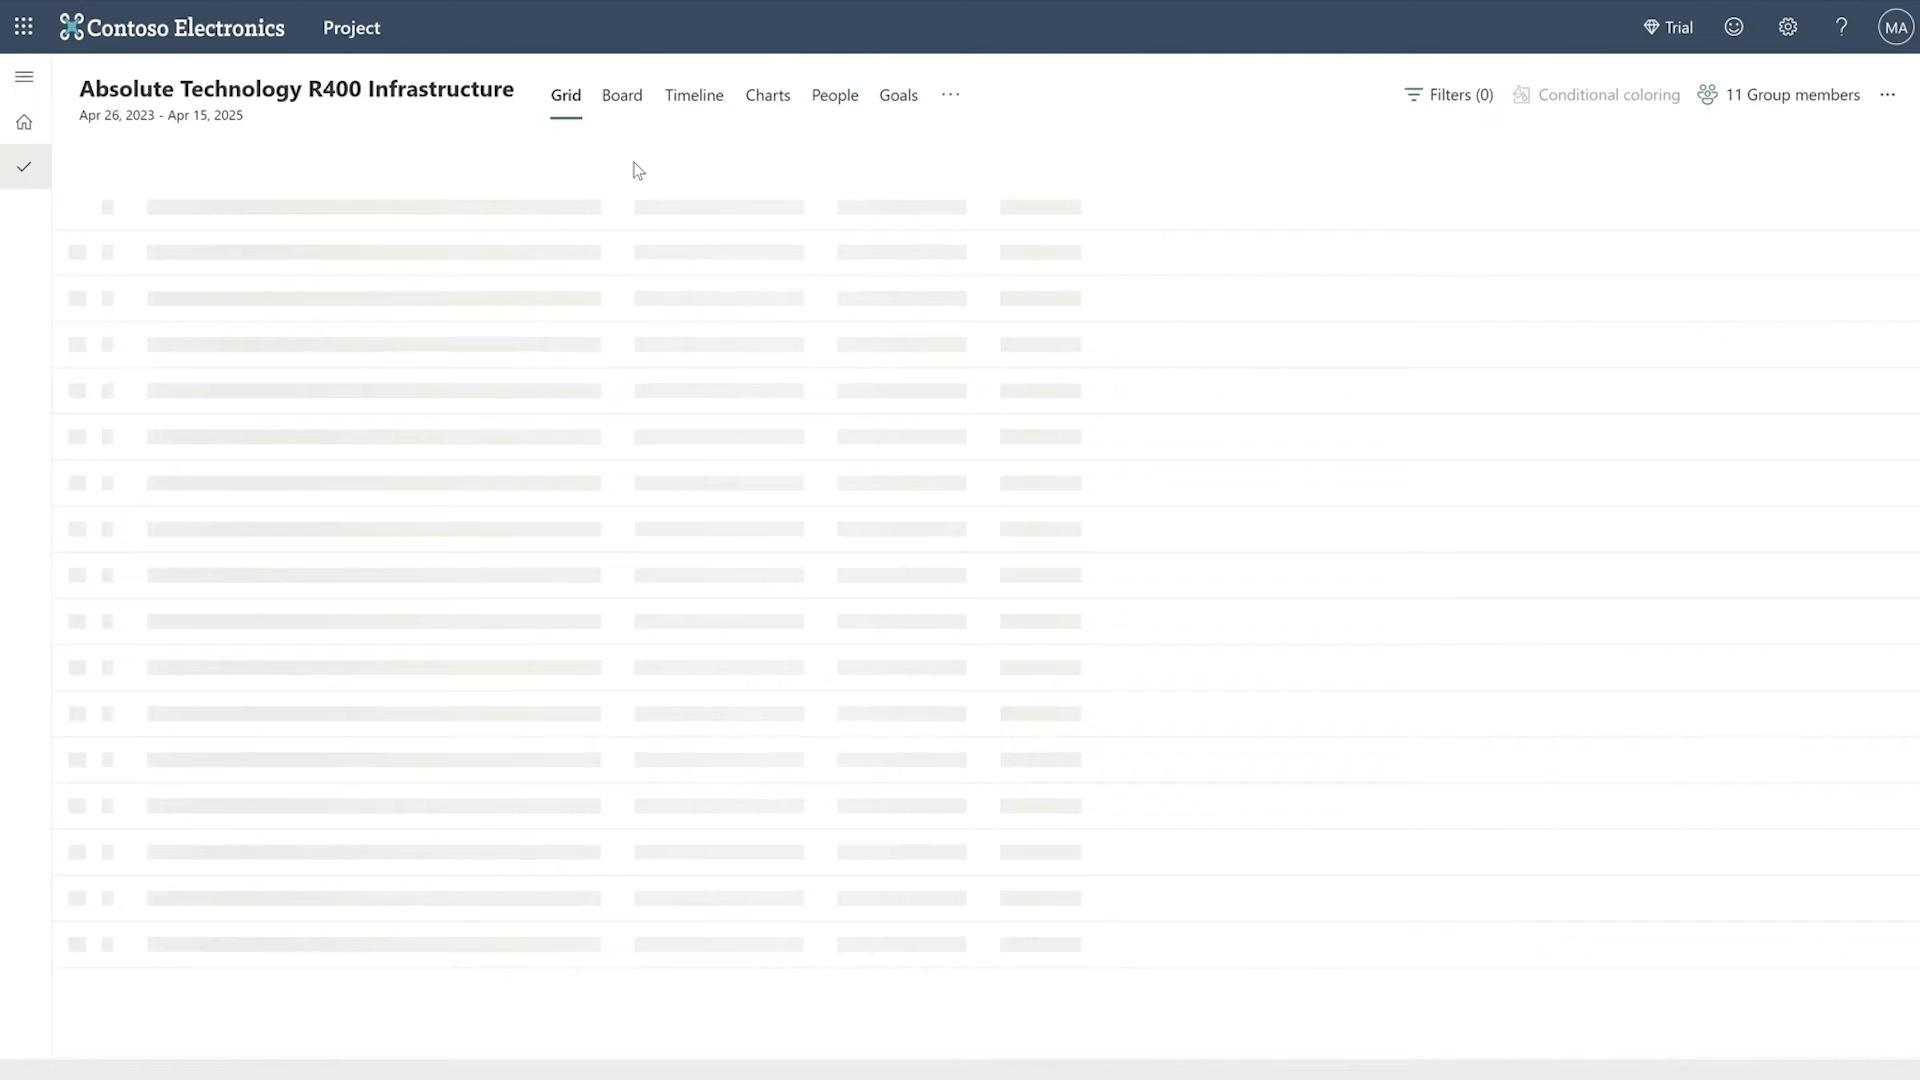 Contoso Electronics
Project
Trial
?
MA
Absolute Technology R400 Infrastructure
Apr 26, 2023 - Apr 15, 2025
Grid
Board
Timeline
Charts
People
Goals
···
Filters (0)
Conditional coloring
11 Group members
···